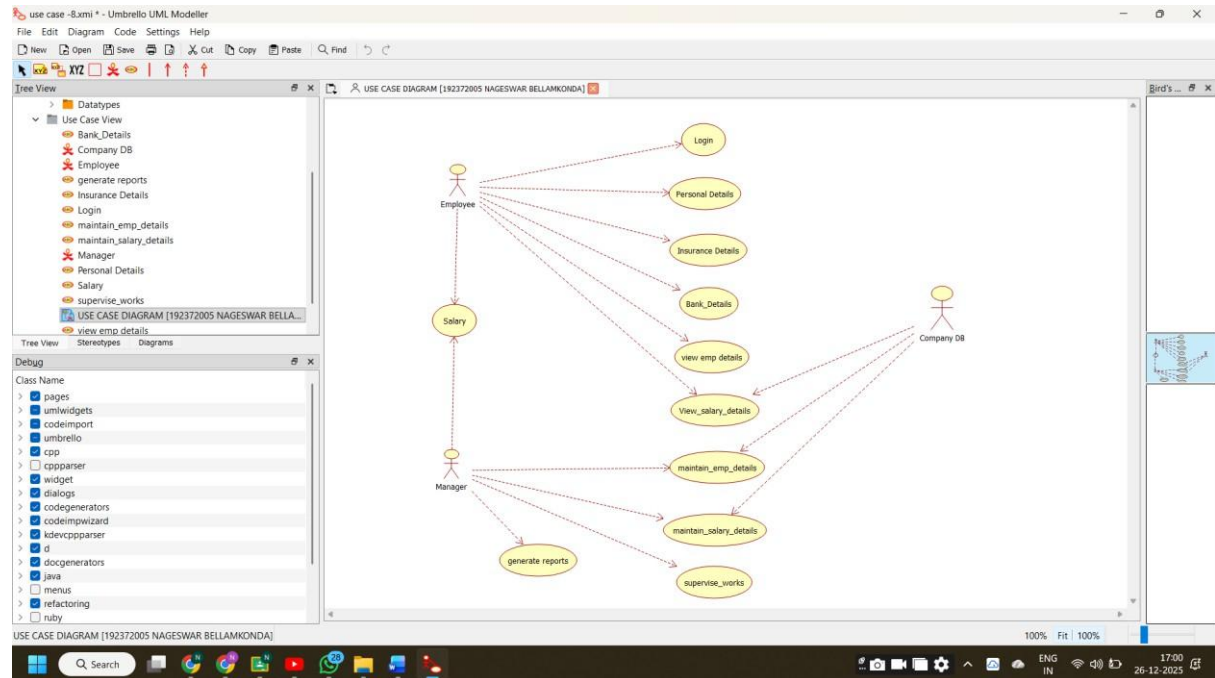 use case -8.xmi * - Umbrello UML Modeller
File Edit Diagram Code Settings Help
New Open Save Cut Copy Paste Find
XYZ XYZ
Tree View
USE CASE DIAGRAM [192372005 NAGESWAR BELLAMKONDA]
Bird's ...
Datatypes
Use Case View
Bank_Details
Company DB
Employee
generate reports
Insurance Details
Login
maintain_emp_details
maintain_salary_details
Manager
Personal Details
Salary
supervise_works
USE CASE DIAGRAM [192372005 NAGESWAR BELLA...
view emp details
Tree View Stereotypes Diagrams
Debug
Class Name
pages
umlwidgets
codeimport
umbrello
cpp
cppparser
widget
dialogs
codegenerators
codeimpwizard
kdevcppparser
d
docgenerators
java
menus
refactoring
ruby
Login
Employee
Personal Details
Insurance Details
Bank_Details
Salary
Company DB
view emp details
View_salary_details
Manager
maintain_emp_details
maintain_salary_details
generate reports
supervise_works
USE CASE DIAGRAM [192372005 NAGESWAR BELLAMKONDA]
100% Fit 100%
Search
28
ENG
IN
17:00
26-12-2025